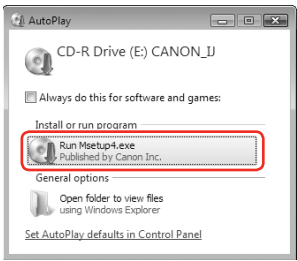 AutoPlay
CD-R Drive (E:) CANON_IJ
Always do this for software and games:
Install or run program
Run Msetup4.exe
Published by Canon Inc.
General options
Open folder to view files
using Windows Explorer
Set AutoPlay defaults in Control Panel